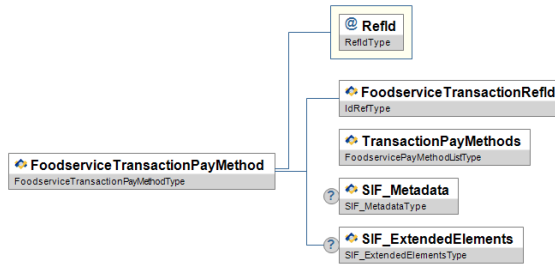 @ RefId
RefIdType
FoodserviceTransactionRefId
IdRefType
FoodserviceTransactionPayMethod
FoodserviceTransactionPayMethodType
TransactionPayMethods
FoodservicePayMethodListType
? SIF_Metadata
SIF_MetadataType
? SIF_ExtendedElements
SIF_ExtendedElementsType